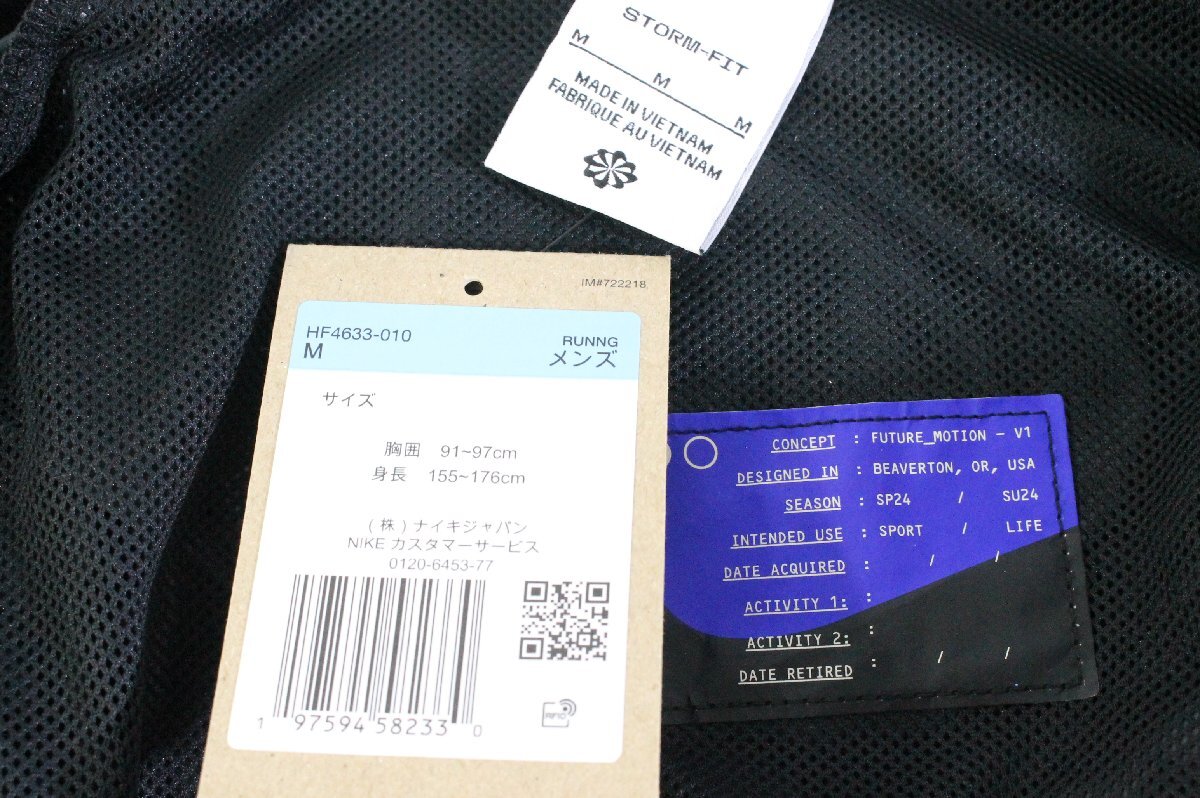 STORM-FIT
M
M
M
MADE IN VIETNAM
FABRIQUE AU VIETNAM
IM#722218
HF4633-010
M
RUNNG
メンズ
サイズ
胸囲 91~97cm
身長 155~176cm
(株)ナイキジャパン
NIKE カスタマーサービス
0120-6453-77
RFID
1 97594 58233 0
CONCEPT : FUTURE_MOTION – V1
DESIGNED IN : BEAVERTON, OR, USA
SEASON : SP24 / SU24
INTENDED USE : SPORT / LIFE
DATE ACQUIRED : / /
ACTIVITY 1: :
ACTIVITY 2: :
DATE RETIRED : / /